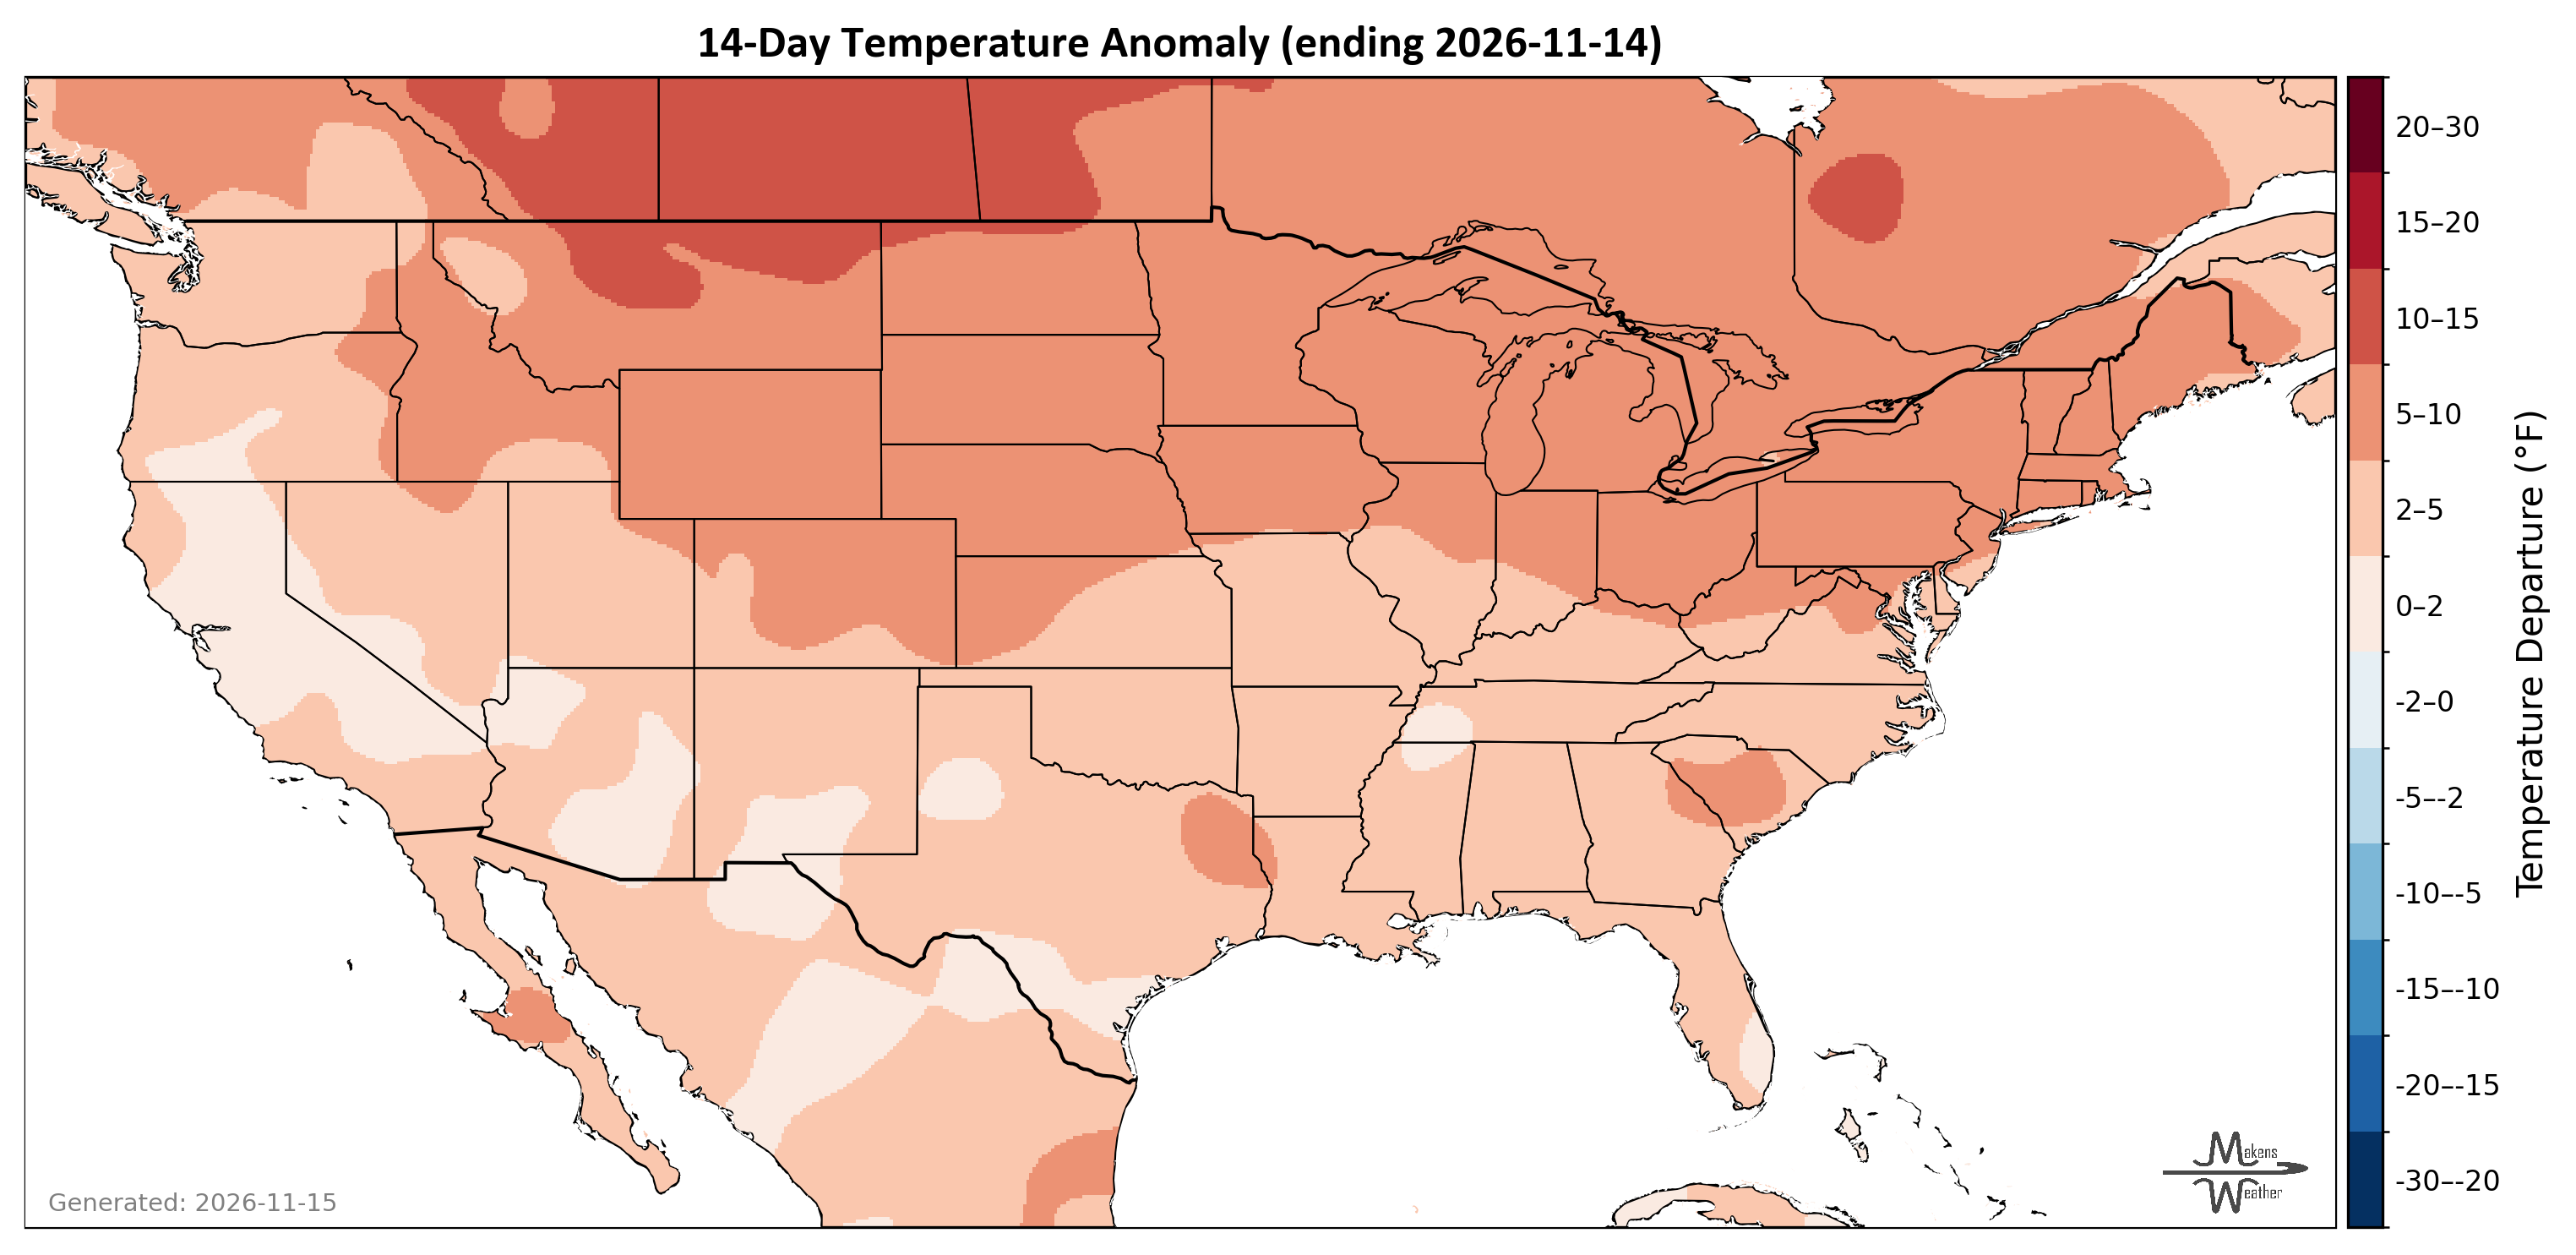 14-Day Temperature Anomaly (ending 2026-11-14)
20–30
15–20
10–15
5–10
2–5
0–2
-2–0
-5–-2
-10–-5
-15–-10
-20–-15
-30–-20
Temperature Departure (°F)
Generated: 2026-11-15
Makens
Weather